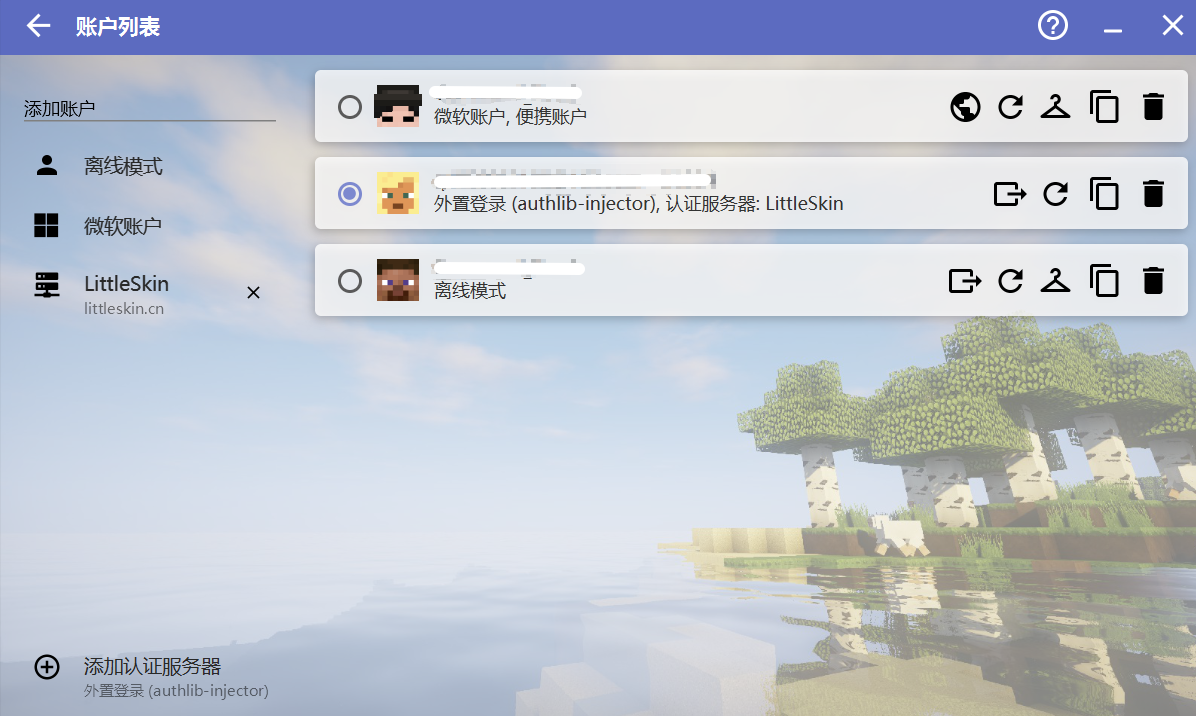 账户列表
添加账户
离线模式
微软账户
LittleSkin
littleskin.cn
添加认证服务器
外置登录 (authlib-injector)
微软账户, 便携账户
外置登录 (authlib-injector), 认证服务器: LittleSkin
离线模式